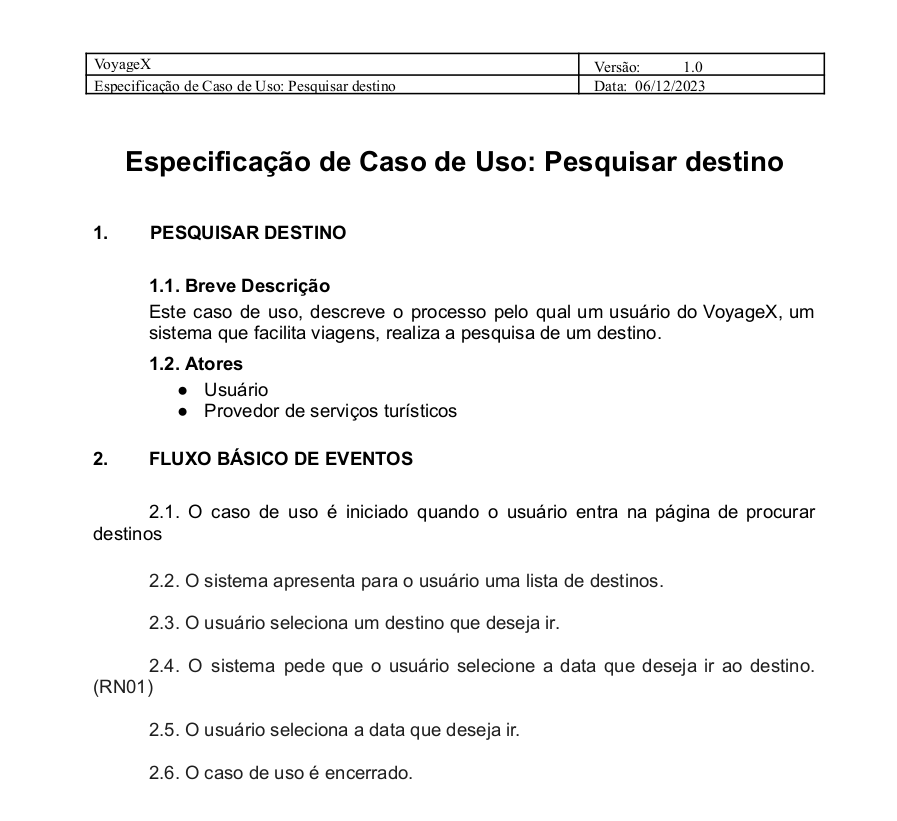 VoyageX
Versão: 1.0
Especificação de Caso de Uso: Pesquisar destino
Data: 06/12/2023
Especificação de Caso de Uso: Pesquisar destino
1. PESQUISAR DESTINO
1.1. Breve Descrição
Este caso de uso, descreve o processo pelo qual um usuário do VoyageX, um
sistema que facilita viagens, realiza a pesquisa de um destino.
1.2. Atores
● Usuário
● Provedor de serviços turísticos
2. FLUXO BÁSICO DE EVENTOS
2.1. O caso de uso é iniciado quando o usuário entra na página de procurar
destinos
2.2. O sistema apresenta para o usuário uma lista de destinos.
2.3. O usuário seleciona um destino que deseja ir.
2.4. O sistema pede que o usuário selecione a data que deseja ir ao destino.
(RN01)
2.5. O usuário seleciona a data que deseja ir.
2.6. O caso de uso é encerrado.